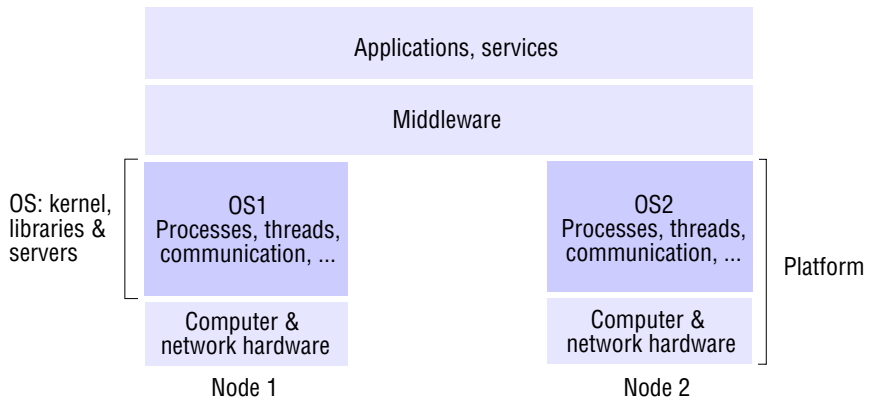 Applications, services
Middleware
OS: kernel,
libraries &
servers
OS1
Processes, threads,
communication, ...
OS2
Processes, threads,
communication, ...
Platform
Computer &
network hardware
Computer &
network hardware
Node 1
Node 2